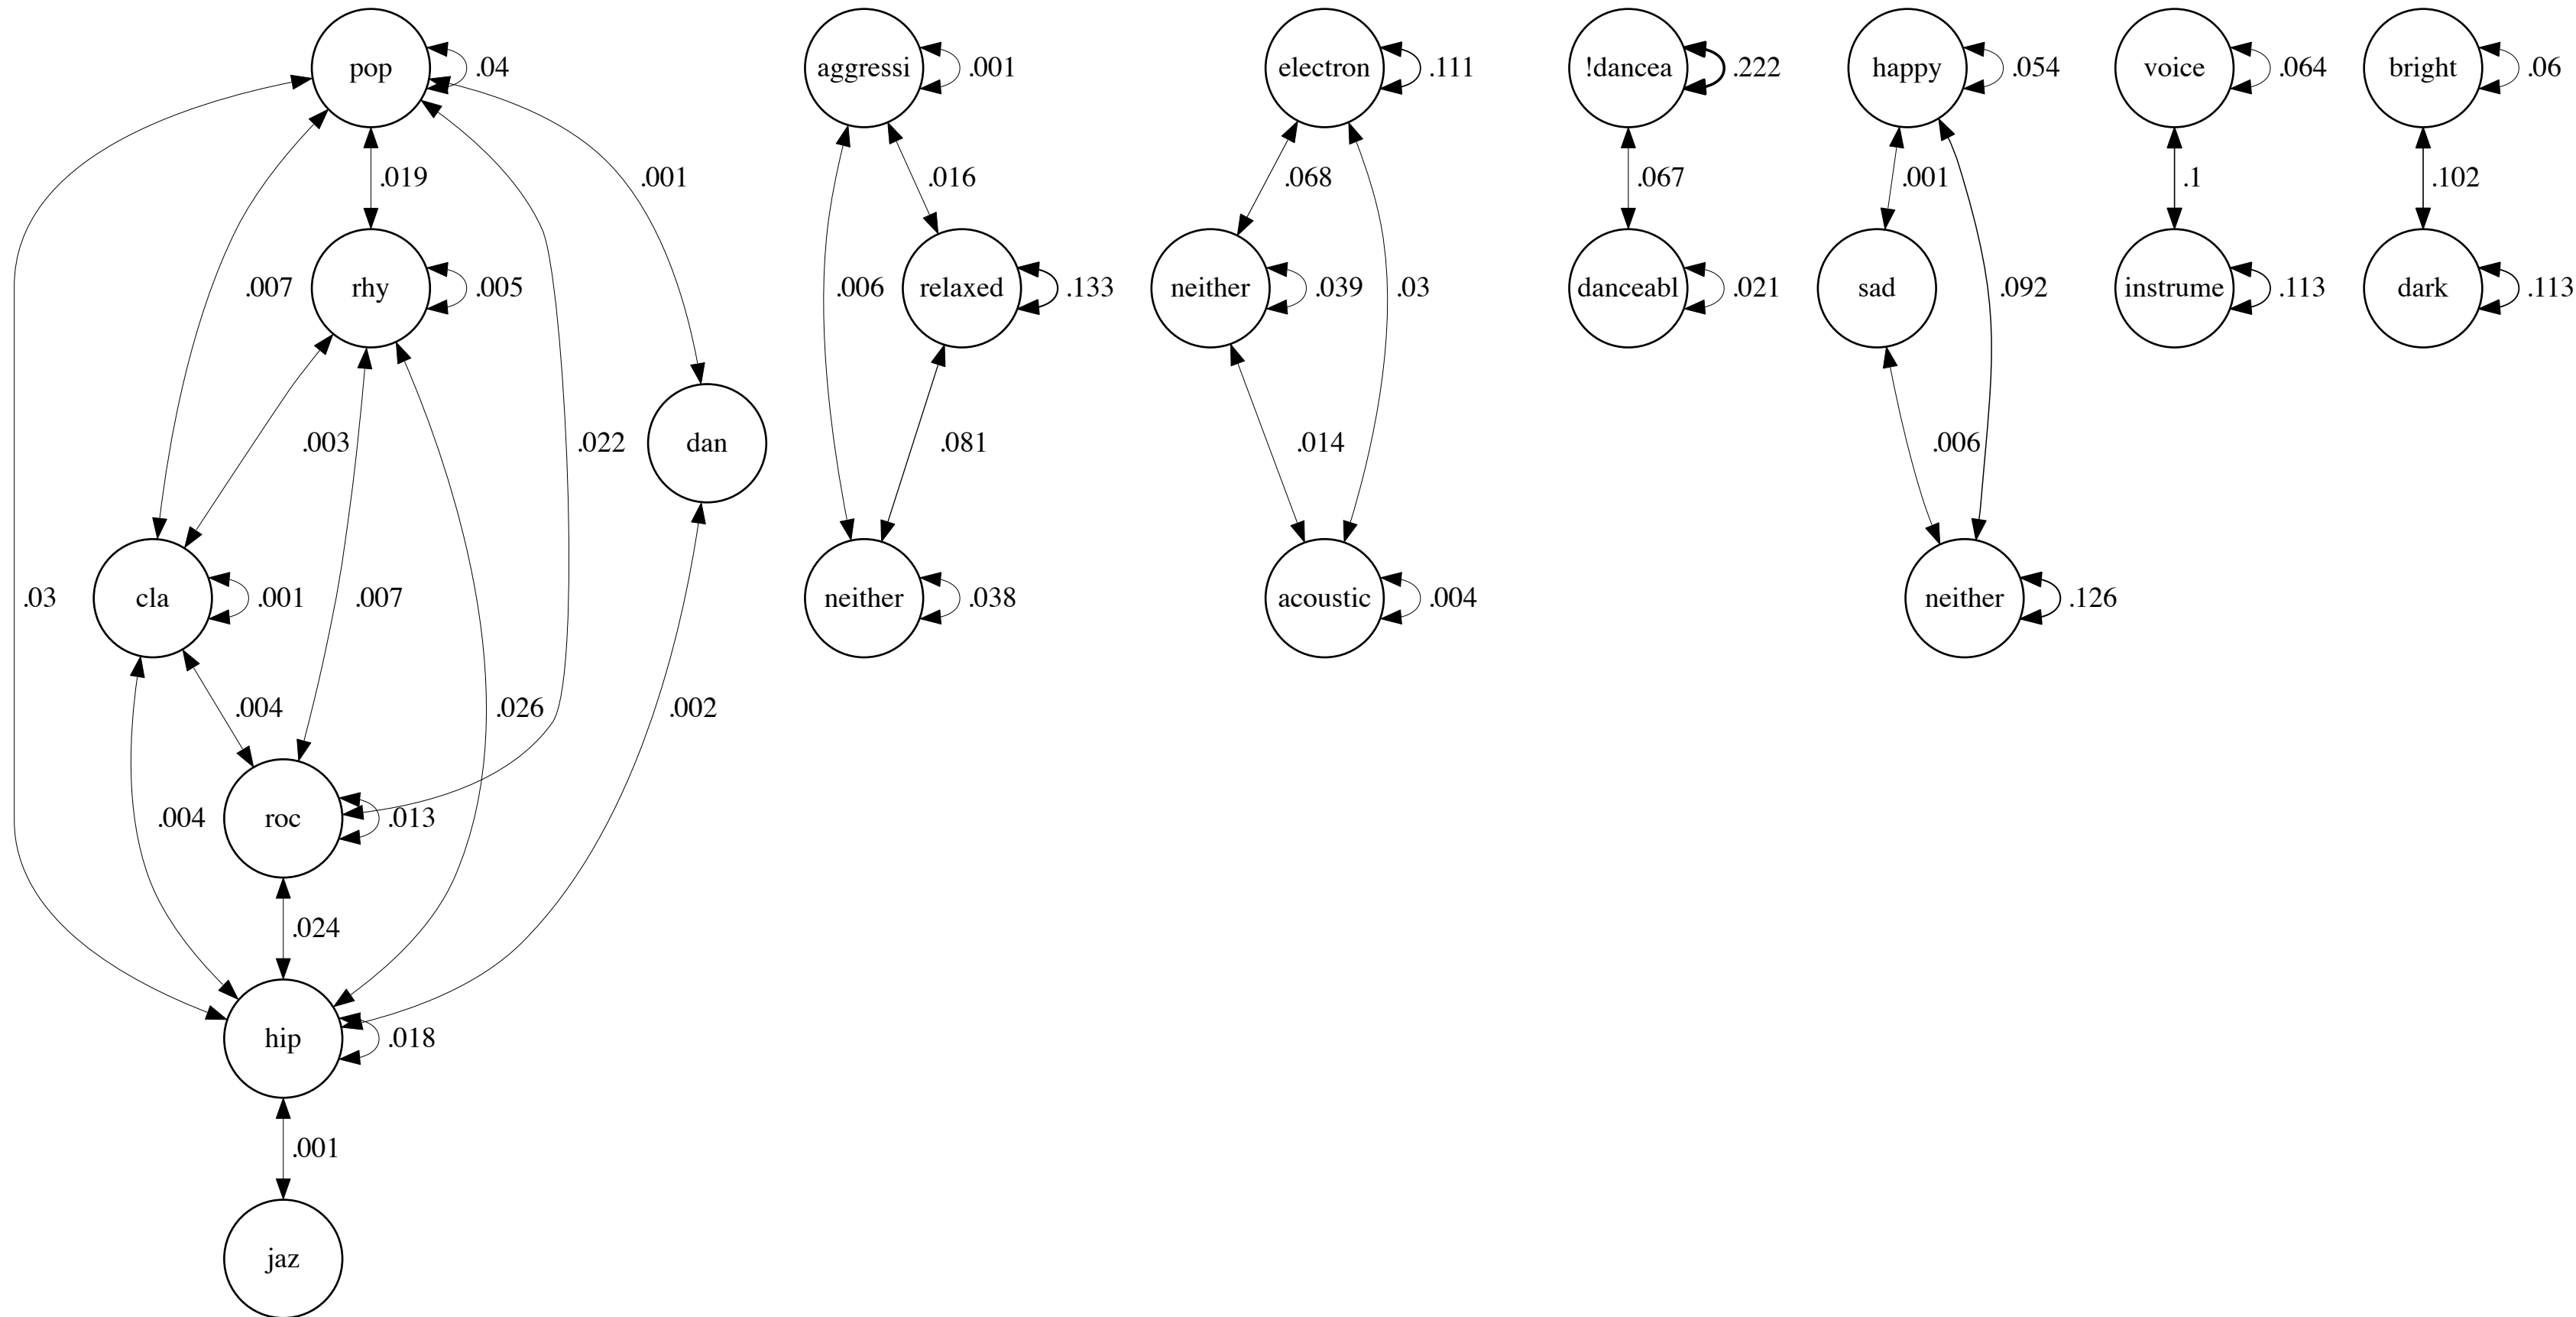 pop
.04
aggressi
.001
electron
.111
!dancea
.222
happy
.054
voice
.064
bright
.06
.019
.001
.016
.068
.067
.001
.1
.102
.007
rhy
.005
.006
relaxed
.133
neither
.039
.03
danceabl
.021
sad
.092
instrume
.113
dark
.113
.003
.022
dan
.081
.014
.006
.03
cla
.001
.007
neither
.038
acoustic
.004
neither
.126
.004
.026
.002
.004
roc
.013
.024
hip
.018
.001
jaz